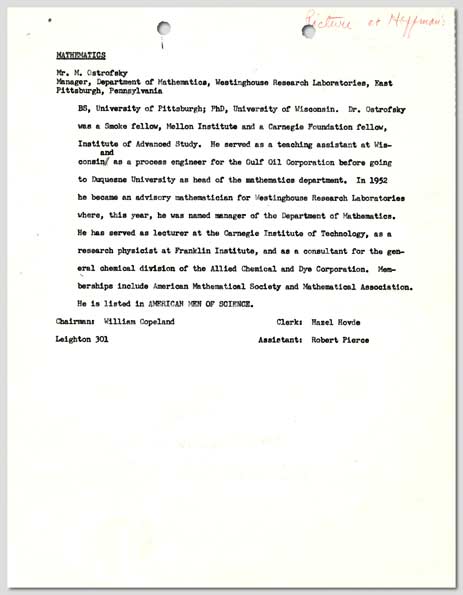 Picture at Hoffman's
MATHEMATICS
Mr. M. Ostrofsky
Manager, Department of Mathematics, Westinghouse Research Laboratories, East
Pittsburgh, Pennsylvania
BS, University of Pittsburgh; PhD, University of Wisconsin. Dr. Ostrofsky
was a Smoke fellow, Mellon Institute and a Carnegie Foundation fellow,
Institute of Advanced Study. He served as a teaching assistant at Wis-
and
consin/ as a process engineer for the Gulf Oil Corporation before going
to Duquesne University as head of the mathematics department. In 1952
he became an advisory mathematician for Westinghouse Research Laboratories
where, this year, he was named manager of the Department of Mathematics.
He has served as lecturer at the Carnegie Institute of Technology, as a
research physicist at Franklin Institute, and as a consultant for the gen-
eral chemical division of the Allied Chemical and Dye Corporation. Mem-
berships include American Mathematical Society and Mathematical Association.
He is listed in AMERICAN MEN OF SCIENCE.
Chairman: William Copeland Clerk: Hazel Hovde
Leighton 301 Assistant: Robert Pierce